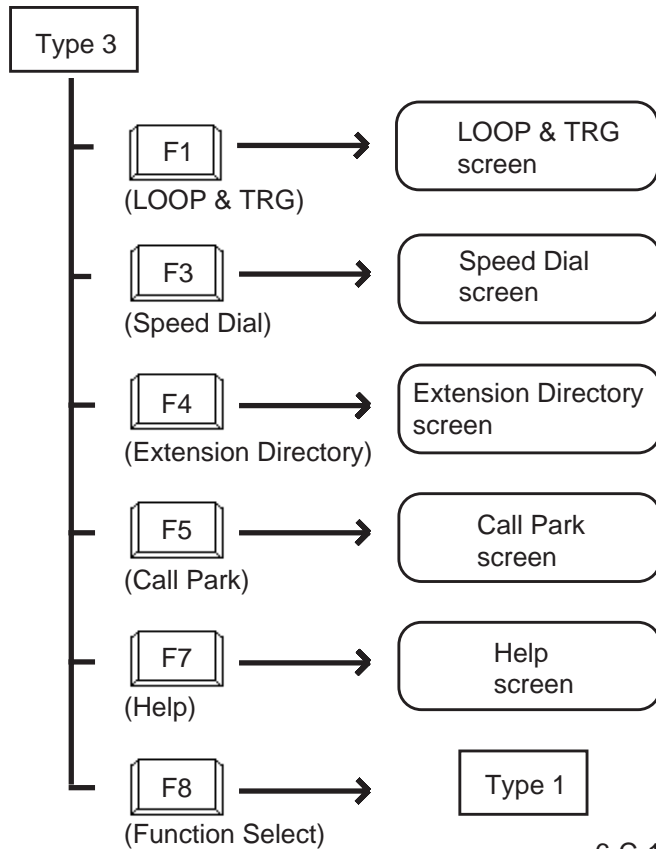 Type 3
F1
(LOOP & TRG)
LOOP & TRG
screen
F3
(Speed Dial)
Speed Dial
screen
F4
(Extension Directory)
Extension Directory
screen
F5
(Call Park)
Call Park
screen
F7
(Help)
Help
screen
F8
(Function Select)
Type 1